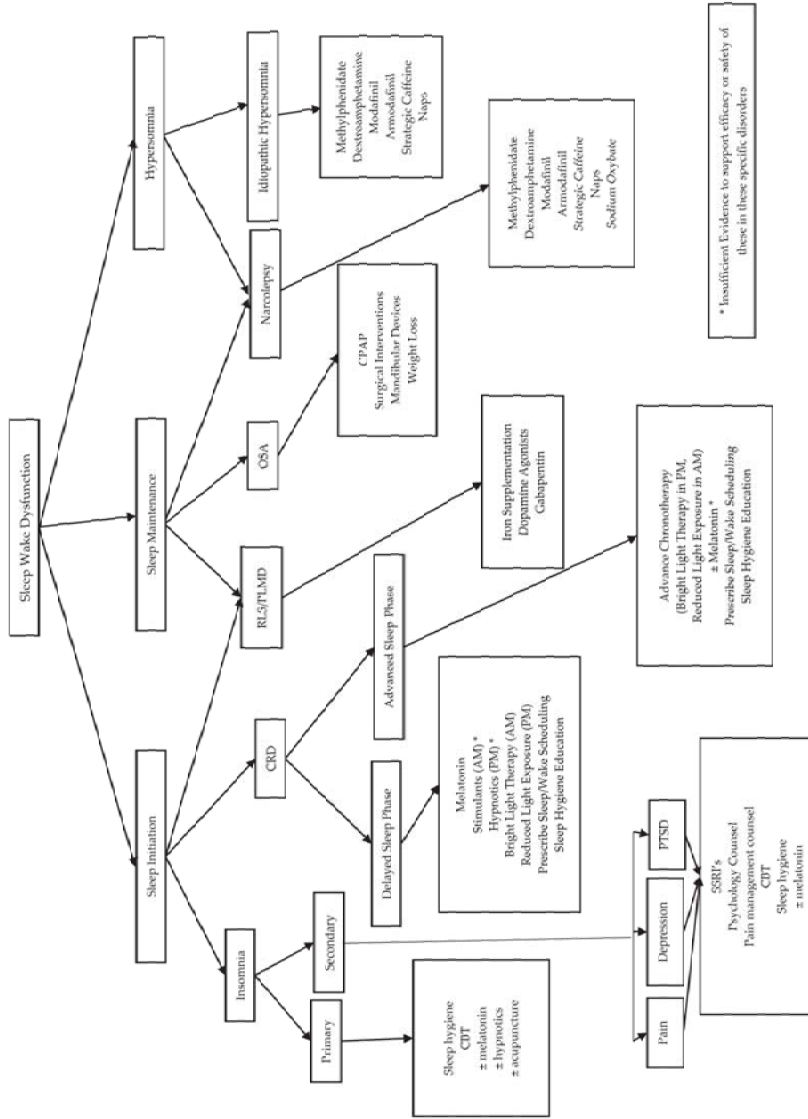 Sleep Wake Dysfunction
Sleep Initiation
Sleep Maintenance
Hypersomnia
Insomnia
CRD
RLS/PLMD
OSA
Narcolepsy
Idiopathic Hypersomnia
Primary
Secondary
Delayed Sleep Phase
Advanced Sleep Phase
Sleep hygiene
CBT
± melatonin
± hypnotics
± acupuncture
Melatonin
Stimulants (AM) *
Hypnotics (PM) *
Bright Light Therapy (AM)
Reduced Light Exposure (PM)
Prescribe Sleep/Wake Scheduling
Sleep Hygiene Education
Iron Supplementation
Dopamine Agonists
Gabapentin
CPAP
Surgical Interventions
Mandibular Devices
Weight Loss
Methylphenidate
Dextroamphetamine
Modafinil
Armodafinil
Strategic Caffeine
Naps
Methylphenidate
Dextroamphetamine
Modafinil
Armodafinil
Strategic Caffeine
Naps
Sodium Oxybate
Pain
Depression
PTSD
SSRI's
Psychology Counsel
Pain management counsel
CBT
Sleep hygiene
± melatonin
Advance Chronotherapy
(Bright Light Therapy in PM,
Reduced Light Exposure in AM)
± Melatonin *
Prescribe Sleep/Wake Scheduling
Sleep Hygiene Education
* Insufficient Evidence to support efficacy or safety of
these in these specific disorders